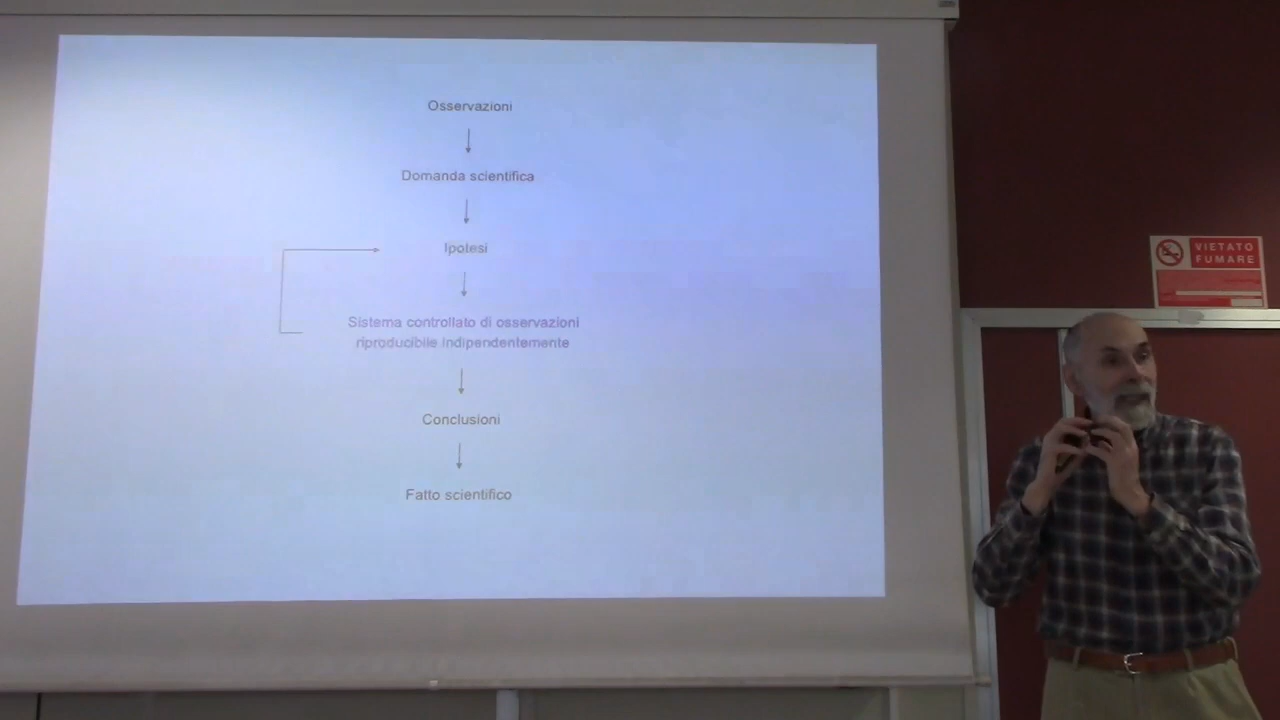 Osservazioni
Domanda scientifica
Ipotesi
Sistema controllato di osservazioni
riproducibile indipendentemente
Conclusioni
Fatto scientifico
VIETATO
FUMARE